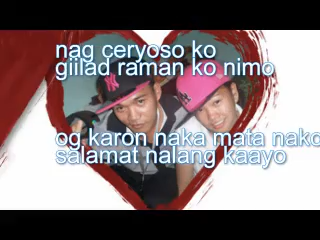 nag ceryoso ko
giilad raman ko nimo
og karon naka mata nako
salamat nalang kaayo